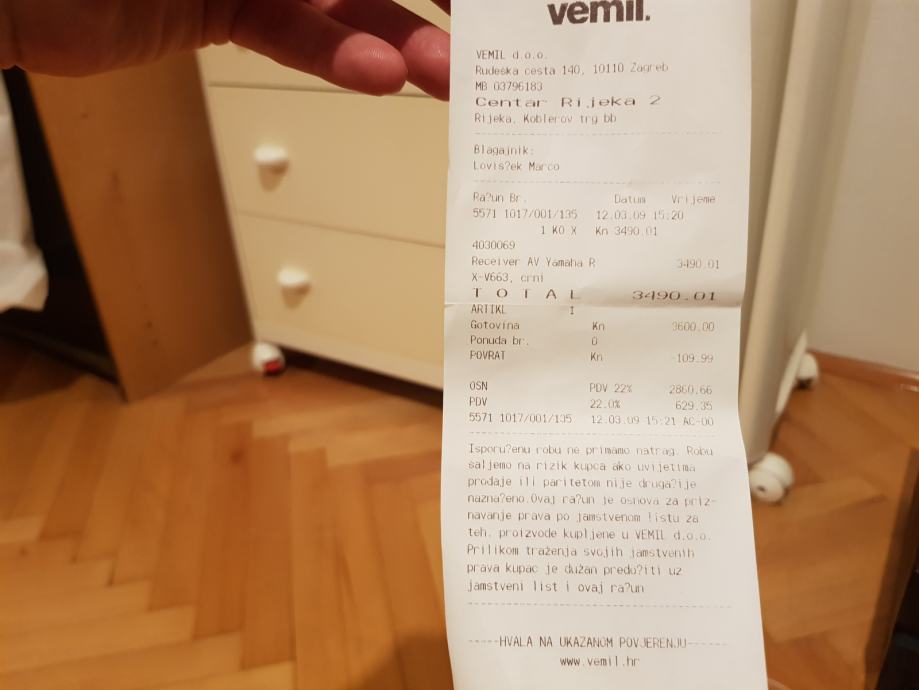 vemil.
VEMIL d.o.o.
Rudeška cesta 140, 10110 Zagreb
MB 03796183
Centar Rijeka 2
Rijeka, Koblerov trg bb
Blagajnik:
Lovis?ek Marco
Ra?un Br. Datum Vrijeme
5571 1017/001/135 12.03.09 15:20
1 KO X Kn 3490.01
4030069
Receiver AV Yamaha R 3490.01
X-V663, crni
T O T A L 3490.01
ARTIKL 1
Gotovina Kn 3600.00
Ponuda br. 0
POVRAT Kn -109.99
OSN PDV 22% 2860.66
PDV 22.0% 629.35
5571 1017/001/135 12.03.09 15:21 AC-00
Isporu?enu robu ne primamo natrag. Robu
šaljemo na rizik kupca ako uvijetima
prodaje ili paritetom nije druga?ije
nazna?eno.Ovaj ra?un je osnova za priz-
navanje prava po jamstvenom listu za
teh. proizvode kupljene u VEMIL d.o.o.
Prilikom traženja svojih jamstvenih
prava kupac je dužan predo?iti uz
jamstveni list i ovaj ra?un
-----HVALA NA UKAZANOM POVJERENJU------
www.vemil.hr